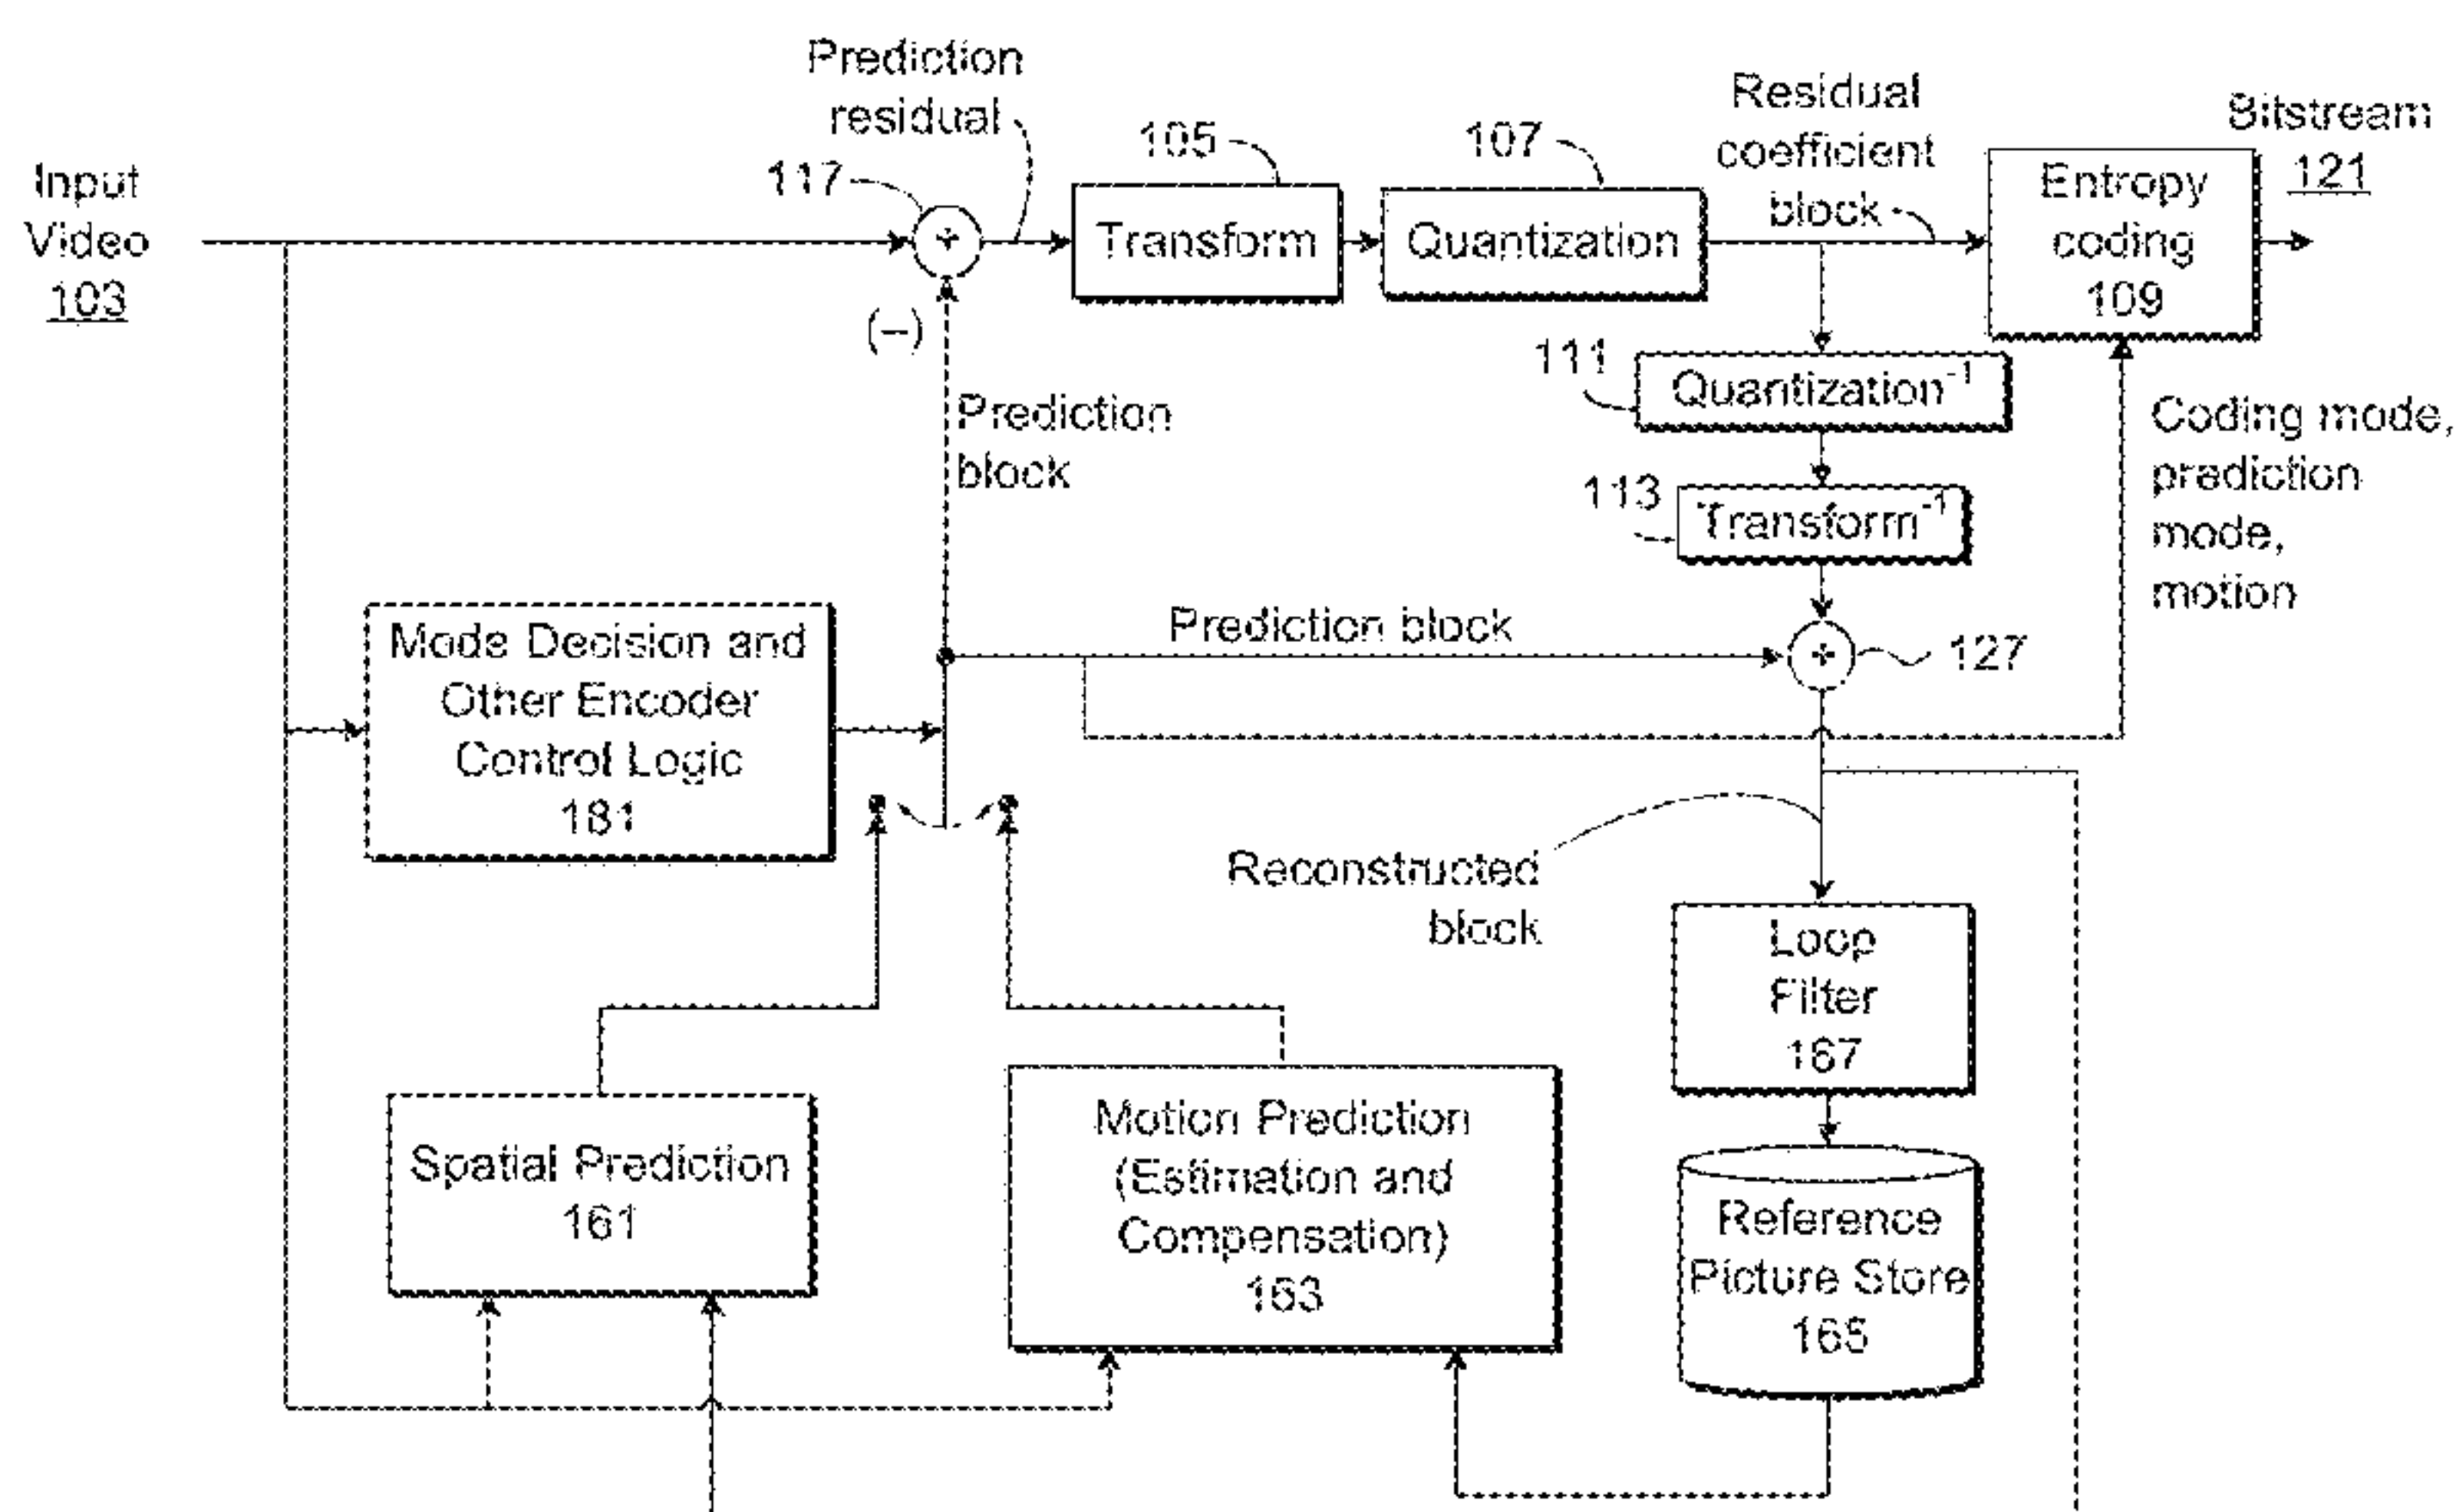 Prediction
residual
Input
Video
103
117
(+)
105
Transform
107
Quantization
Residual
coefficient
block
Entropy
coding
109
Bitstream
121
(–)
Prediction
block
111
Quantization-1
113
Transform-1
Coding mode,
prediction
mode,
motion
Mode Decision and
Other Encoder
Control Logic
181
Prediction block
+
127
Reconstructed
block
Loop
Filter
167
Spatial Prediction
161
Motion Prediction
(Estimation and
Compensation)
163
Reference
Picture Store
165